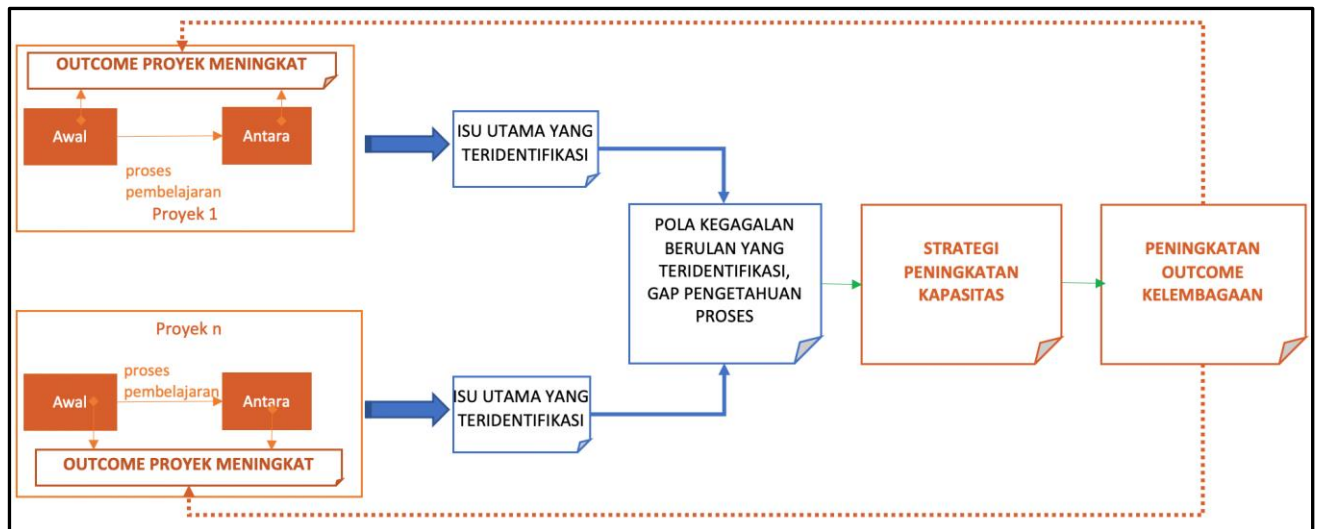 OUTCOME PROYEK MENINGKAT
Awal
Antara
proses
pembelajaran
Proyek 1
ISU UTAMA YANG
TERIDENTIFIKASI
POLA KEGAGALAN
BERULAN YANG
TERIDENTIFIKASI,
GAP PENGETAHUAN
PROSES
STRATEGI
PENINGKATAN
KAPASITAS
PENINGKATAN
OUTCOME
KELEMBAGAAN
Proyek n
proses
pembelajaran
Awal
Antara
OUTCOME PROYEK MENINGKAT
ISU UTAMA YANG
TERIDENTIFIKASI